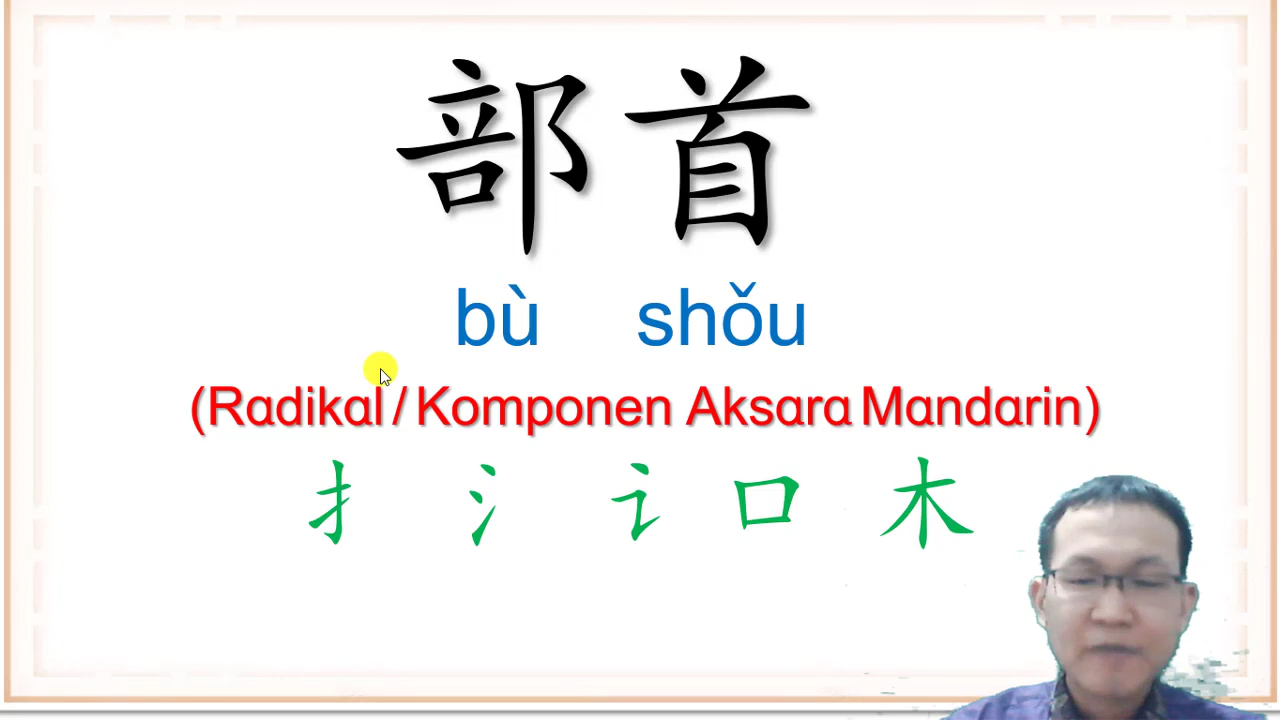 部首
bù shǒu
(Radikal / Komponen Aksara Mandarin)
扌 氵 讠 口 木